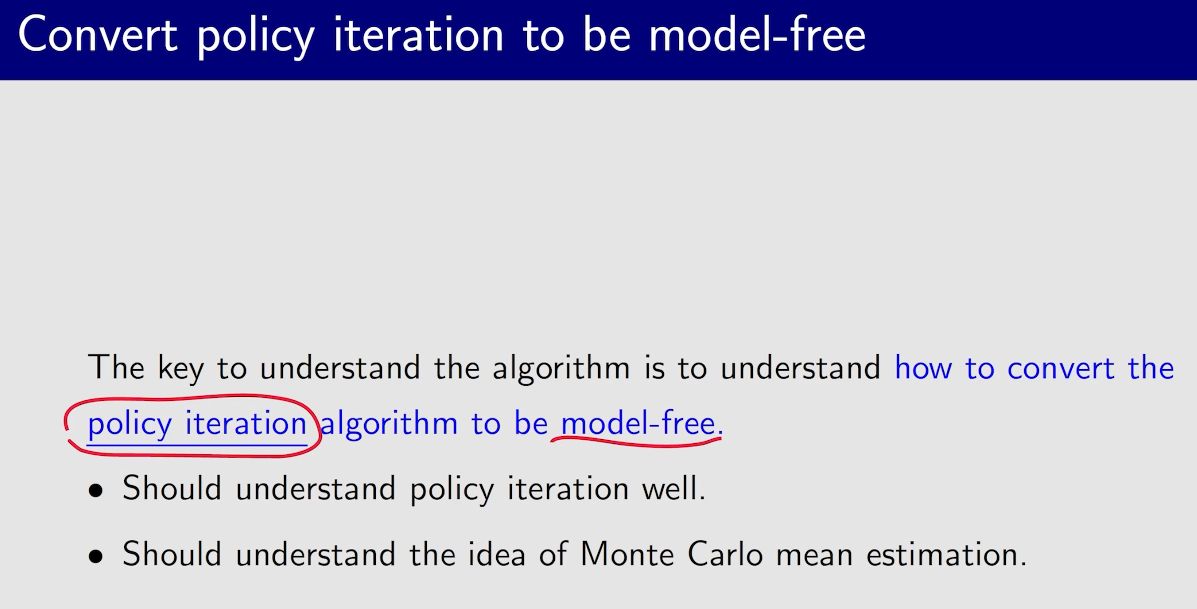 Convert policy iteration to be model-free
The key to understand the algorithm is to understand how to convert the
policy iteration algorithm to be model-free.
• Should understand policy iteration well.
• Should understand the idea of Monte Carlo mean estimation.